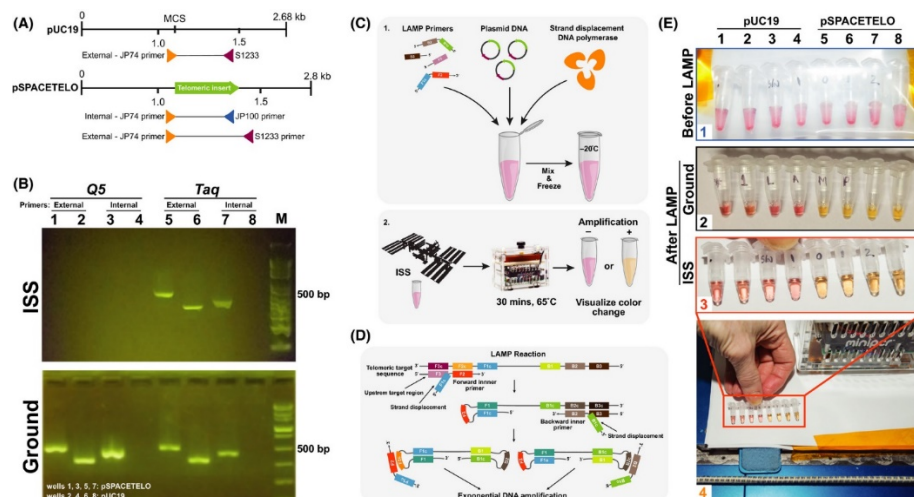 (A)
0 MCS 2.68 kb
pUC19
1.0 1.5
External - JP74 primer S1233
pSPACETELO 0 2.8 kb
Telomeric insert
1.0 1.5
Internal - JP74 primer JP100 primer
External - JP74 primer S1233 primer
(B)
Q5 Taq
Primers: External Internal External Internal
1 2 3 4 5 6 7 8 M
ISS
500 bp
Ground
500 bp
wells 1, 3, 5, 7: pSPACETELO
wells 2, 4, 6, 8: pUC19
(C)
1.
LAMP Primers Plasmid DNA Strand displacement
DNA polymerase
Mix
&
Freeze
-20°C
2.
ISS
30 mins, 65°C
Amplification
- +
or
Visualize color
change
(D)
LAMP Reaction
Telomeric target
sequence
Upstream target region
Strand displacement
Forward innner
primer
Backward inner
primer
Strand displacement
Exponential DNA amplification
(E)
pUC19 pSPACETELO
1 2 3 4 5 6 7 8
Before LAMP
1
After LAMP
Ground
2
ISS
3
miniPCR
4